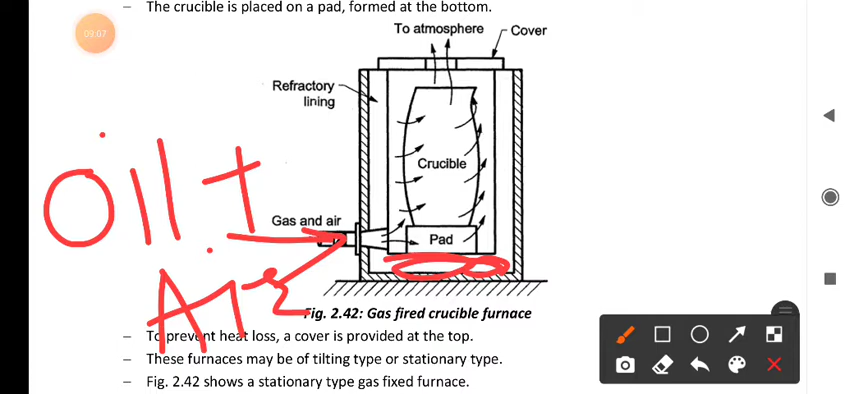 – The crucible is placed on a pad, formed at the bottom.
09:07
To atmosphere
Cover
Refractory
lining
Crucible
Oil +
Gas and air
Pad
Air
Fig. 2.42: Gas fired crucible furnace
– To prevent heat loss, a cover is provided at the top.
– These furnaces may be of tilting type or stationary type.
– Fig. 2.42 shows a stationary type gas fixed furnace.